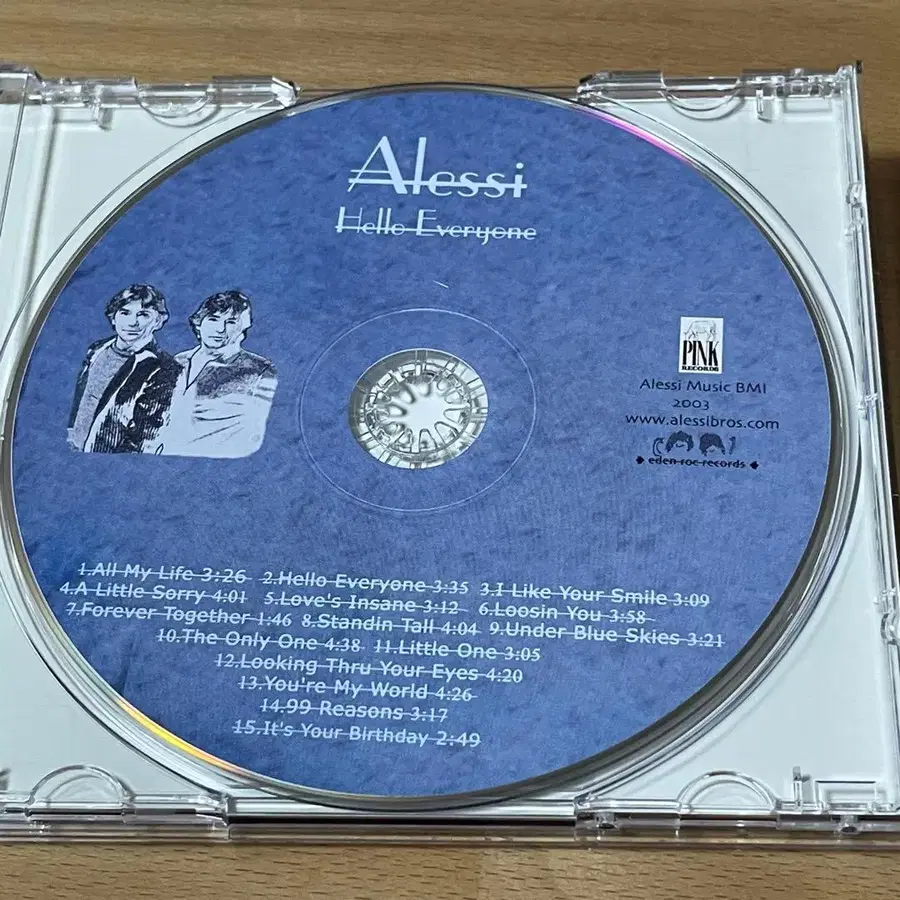 Alessi
Hello Everyone
PINK
RECORDS
Alessi Music BMI
2003
www.alessibros.com
eden roc records
1.All My Life 3:26 2.Hello Everyone 3:35 3.I Like Your Smile 3:09
4.A Little Sorry 4:01 5.Love's Insane 3:12 6.Loosin You 3:58
7.Forever Together 1:46 8.Standin Tall 4:04 9.Under Blue Skies 3:21
10.The Only One 4:38 11.Little One 3:05
12.Looking Thru Your Eyes 4:20
13.You're My World 4:26
14.99 Reasons 3:17
15.It's Your Birthday 2:49